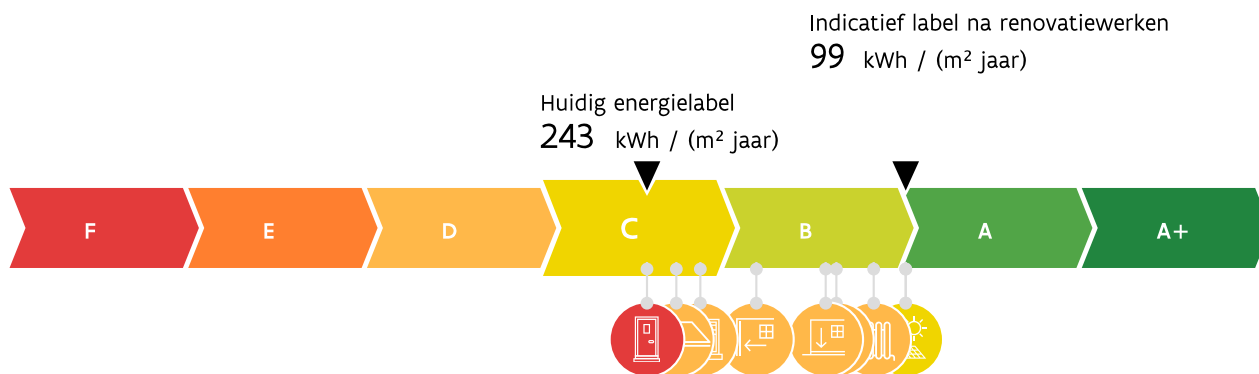 Indicatief label na renovatiewerken
99 kWh / (m² jaar)
Huidig energielabel
243 kWh / (m² jaar)
F E D C B A A+